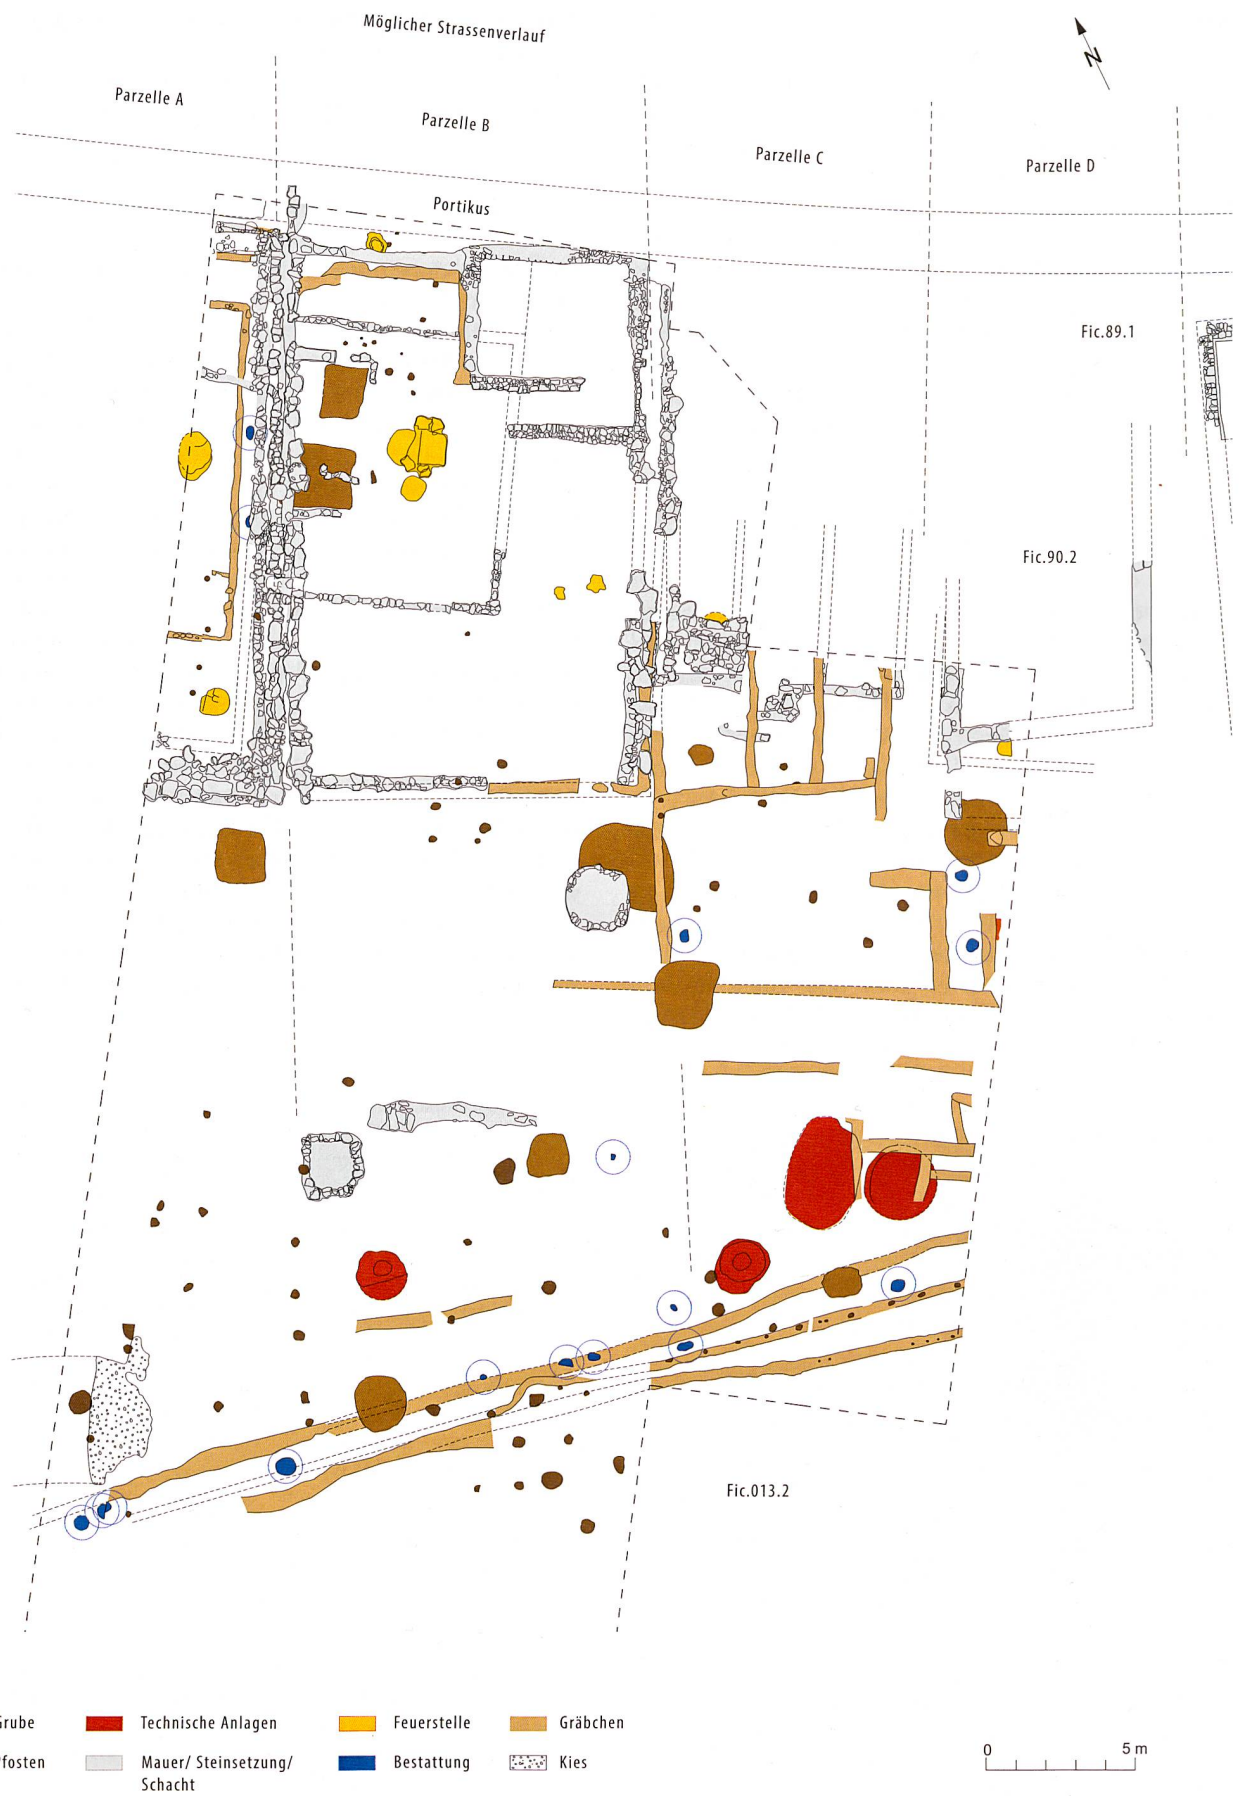 Möglicher Strassenverlauf
N
Parzelle A
Parzelle B
Parzelle C
Parzelle D
Portikus
Fic.89.1
Fic.90.2
Fic.013.2
Technische Anlagen
Feuerstelle
Gräbchen
Mauer/ Steinsetzung/
Schacht
Bestattung
Kies
0 5 m